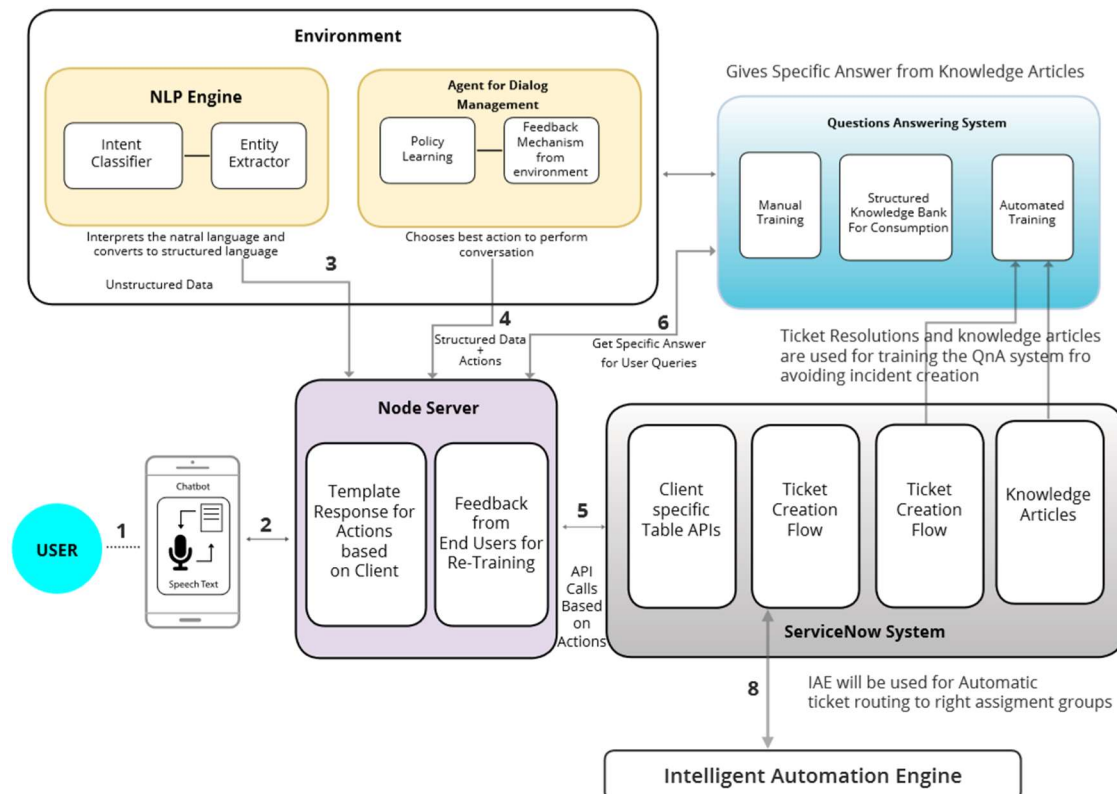 Environment
NLP Engine
Intent
Classifier
Entity
Extractor
Interprets the natral language and
converts to structured language
Unstructured Data
3
Agent for Dialog
Management
Policy
Learning
Feedback
Mechanism
from
environment
Chooses best action to perform
conversation
4
Structured Data
+
Actions
Gives Specific Answer from Knowledge Articles
Questions Answering System
Manual
Training
Structured
Knowledge Bank
For Consumption
Automated
Training
6
Get Specific Answer
for User Queries
Ticket Resolutions and knowledge articles
are used for training the QnA system fro
avoiding incident creation
USER
1
Chatbot
Speech Text
2
Node Server
Template
Response for
Actions
based
on Client
Feedback
from
End Users for
Re-Training
5
API
Calls
Based
on
Actions
Client
specific
Table APIs
Ticket
Creation
Flow
Ticket
Creation
Flow
Knowledge
Articles
ServiceNow System
8
IAE will be used for Automatic
ticket routing to right assigment groups
Intelligent Automation Engine